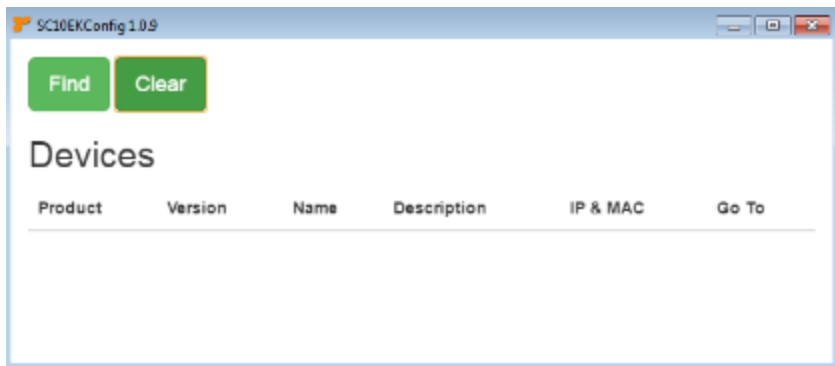 SC10EKConfig 1.0.9
Find Clear
Devices
Product Version Name Description IP & MAC Go To